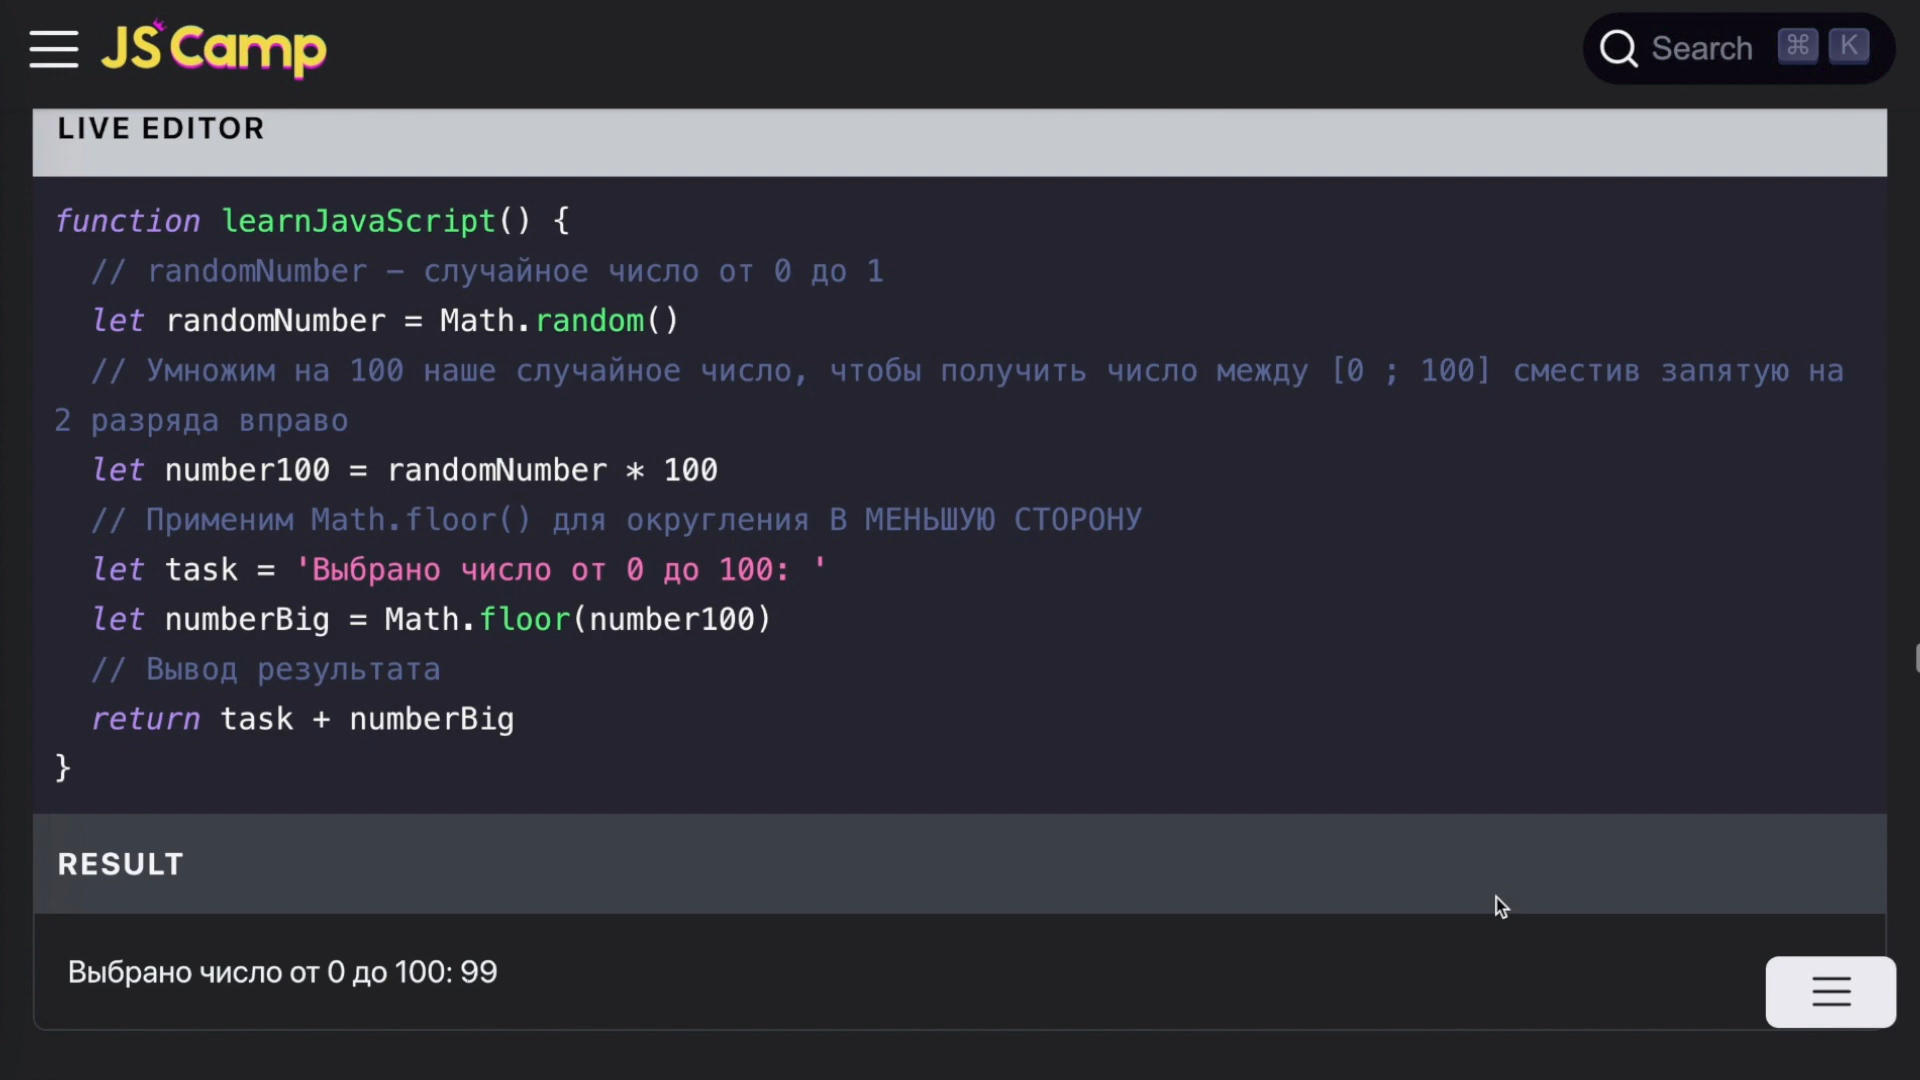 JS Camp
Search ⌘ K
LIVE EDITOR
function learnJavaScript() {
// randomNumber – случайное число от 0 до 1
let randomNumber = Math.random()
// Умножим на 100 наше случайное число, чтобы получить число между [0 ; 100] сместив запятую на
2 разряда вправо
let number100 = randomNumber * 100
// Применим Math.floor() для округления В МЕНЬШУЮ СТОРОНУ
let task = 'Выбрано число от 0 до 100: '
let numberBig = Math.floor(number100)
// Вывод результата
return task + numberBig
}
RESULT
Выбрано число от 0 до 100: 99